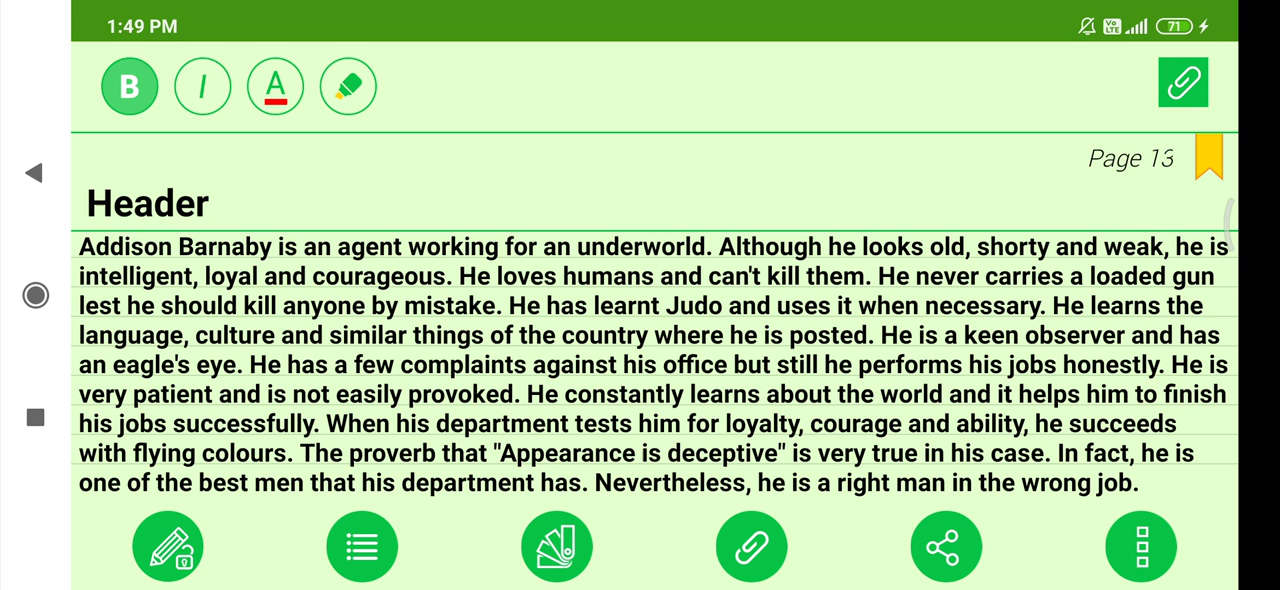 1:49 PM
Vo LTE
71
B I A
Page 13
Header
Addison Barnaby is an agent working for an underworld. Although he looks old, shorty and weak, he is
intelligent, loyal and courageous. He loves humans and can't kill them. He never carries a loaded gun
lest he should kill anyone by mistake. He has learnt Judo and uses it when necessary. He learns the
language, culture and similar things of the country where he is posted. He is a keen observer and has
an eagle's eye. He has a few complaints against his office but still he performs his jobs honestly. He is
very patient and is not easily provoked. He constantly learns about the world and it helps him to finish
his jobs successfully. When his department tests him for loyalty, courage and ability, he succeeds
with flying colours. The proverb that "Appearance is deceptive" is very true in his case. In fact, he is
one of the best men that his department has. Nevertheless, he is a right man in the wrong job.